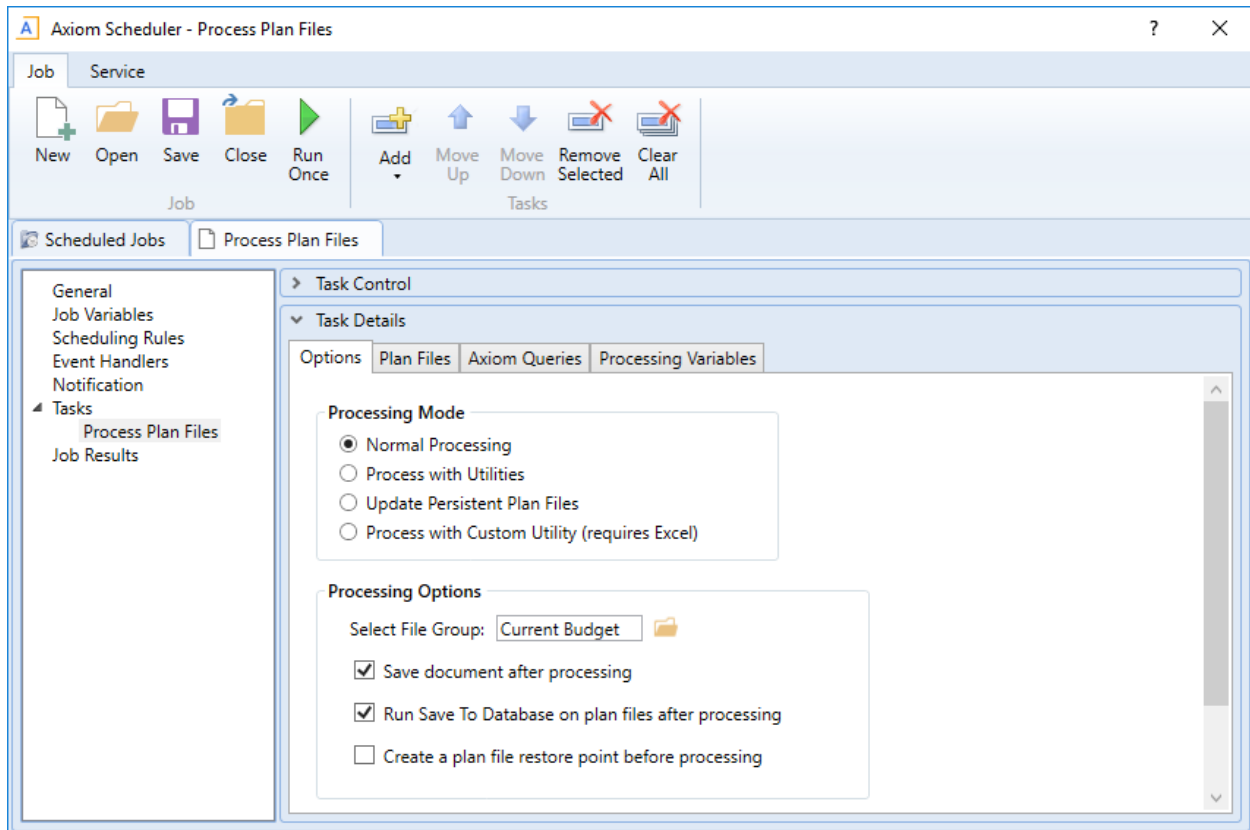 A Axiom Scheduler - Process Plan Files ?
Job Service
New Open Save Close Run Once Add Move Up Move Down Remove Selected Clear All
Job Tasks
Scheduled Jobs Process Plan Files
General
Job Variables
Scheduling Rules
Event Handlers
Notification
Tasks
Process Plan Files
Job Results
Task Control
Task Details
Options Plan Files Axiom Queries Processing Variables
Processing Mode
Normal Processing
Process with Utilities
Update Persistent Plan Files
Process with Custom Utility (requires Excel)
Processing Options
Select File Group: Current Budget
Save document after processing
Run Save To Database on plan files after processing
Create a plan file restore point before processing